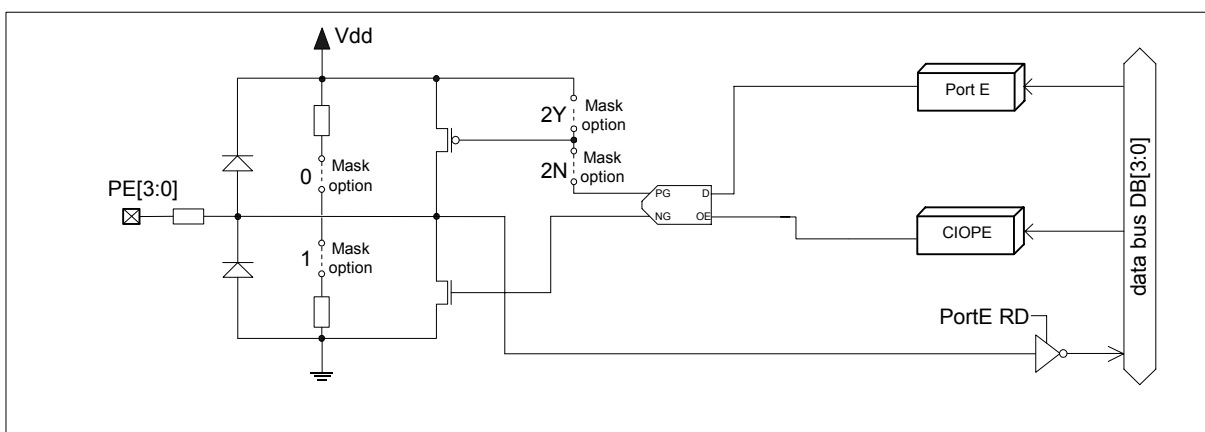 Vdd
Port E
2Y
Mask
option
2N
Mask
option
0
Mask
option
PE[3:0]
PG
D
NG
OE
CIOPE
data bus DB[3:0]
1
Mask
option
PortE RD